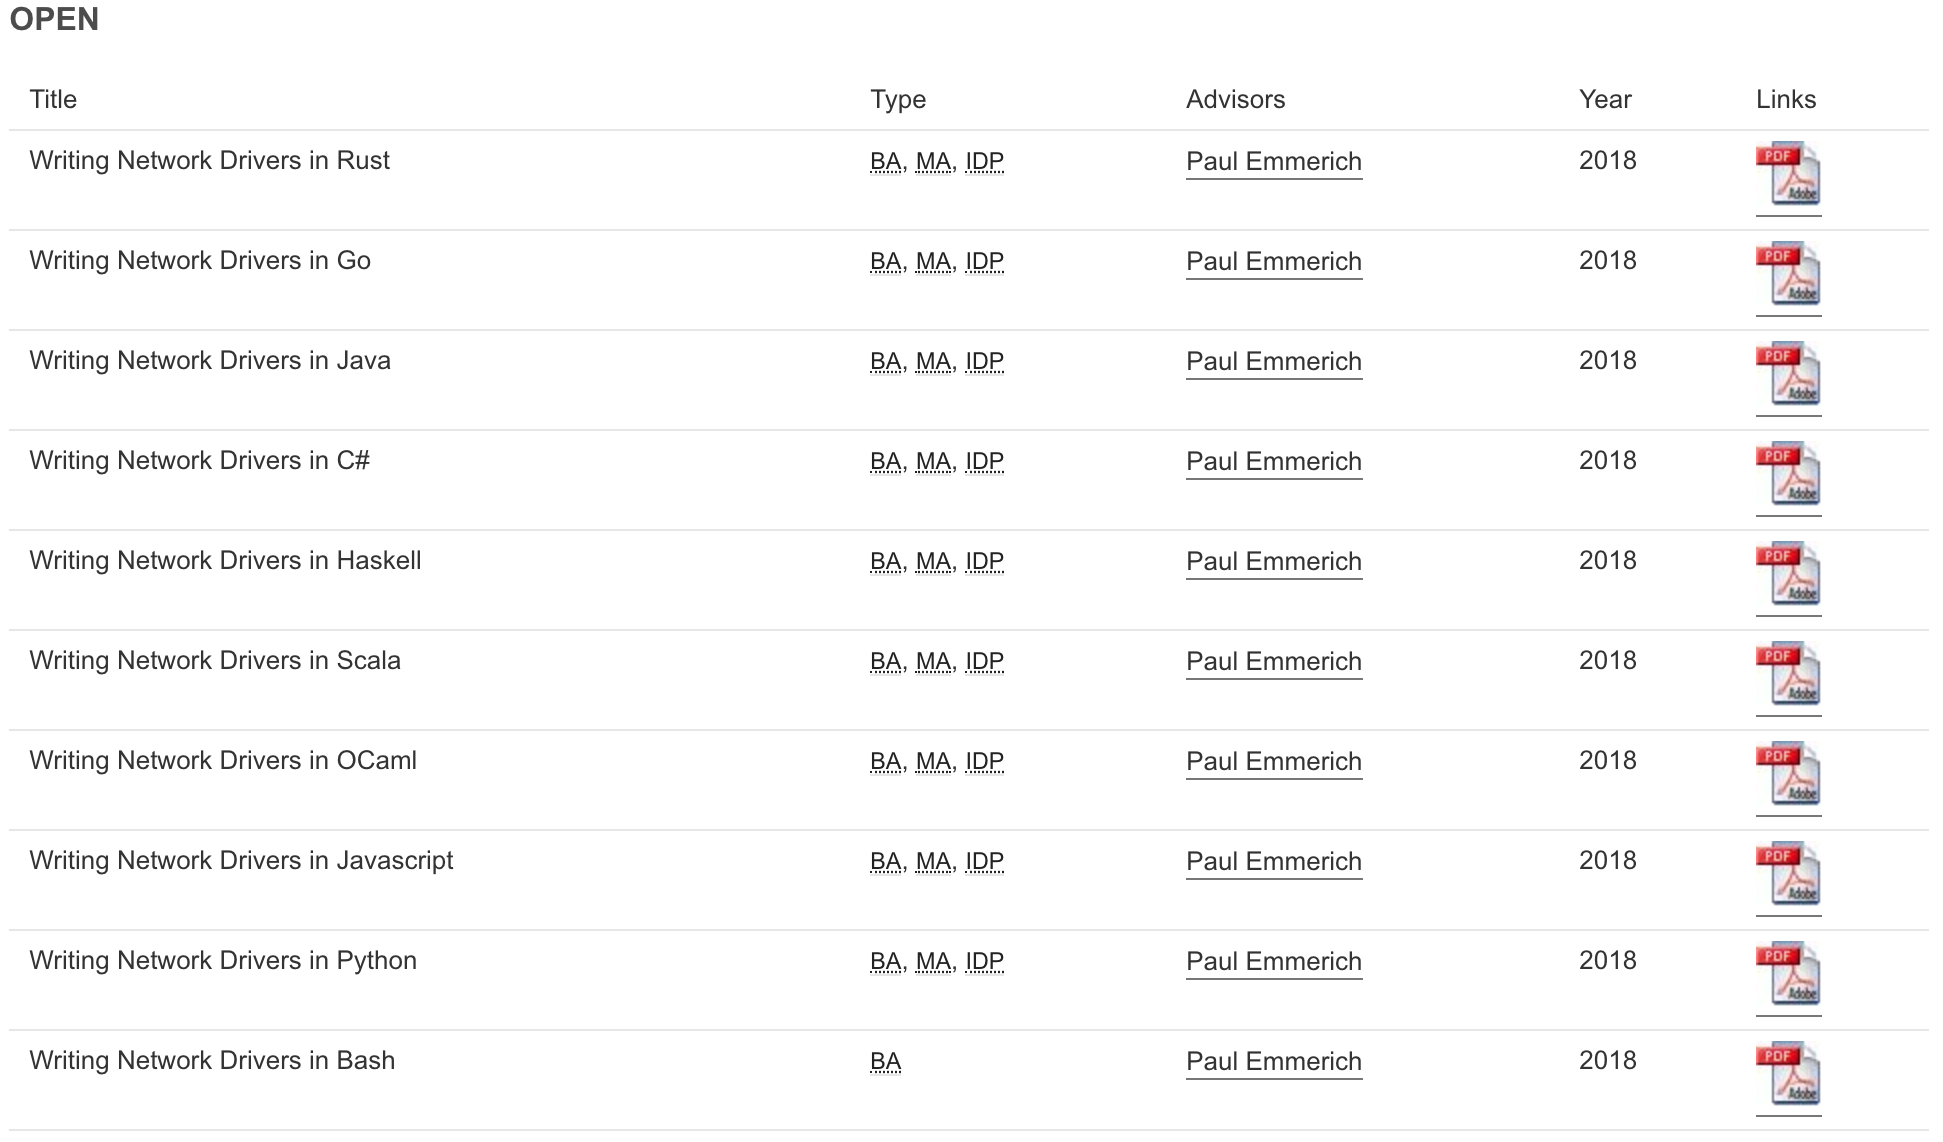 OPEN
Title Type Advisors Year Links
Writing Network Drivers in Rust BA, MA, IDP Paul Emmerich 2018 PDF Adobe
Writing Network Drivers in Go BA, MA, IDP Paul Emmerich 2018 PDF Adobe
Writing Network Drivers in Java BA, MA, IDP Paul Emmerich 2018 PDF Adobe
Writing Network Drivers in C# BA, MA, IDP Paul Emmerich 2018 PDF Adobe
Writing Network Drivers in Haskell BA, MA, IDP Paul Emmerich 2018 PDF Adobe
Writing Network Drivers in Scala BA, MA, IDP Paul Emmerich 2018 PDF Adobe
Writing Network Drivers in OCaml BA, MA, IDP Paul Emmerich 2018 PDF Adobe
Writing Network Drivers in Javascript BA, MA, IDP Paul Emmerich 2018 PDF Adobe
Writing Network Drivers in Python BA, MA, IDP Paul Emmerich 2018 PDF Adobe
Writing Network Drivers in Bash BA Paul Emmerich 2018 PDF Adobe